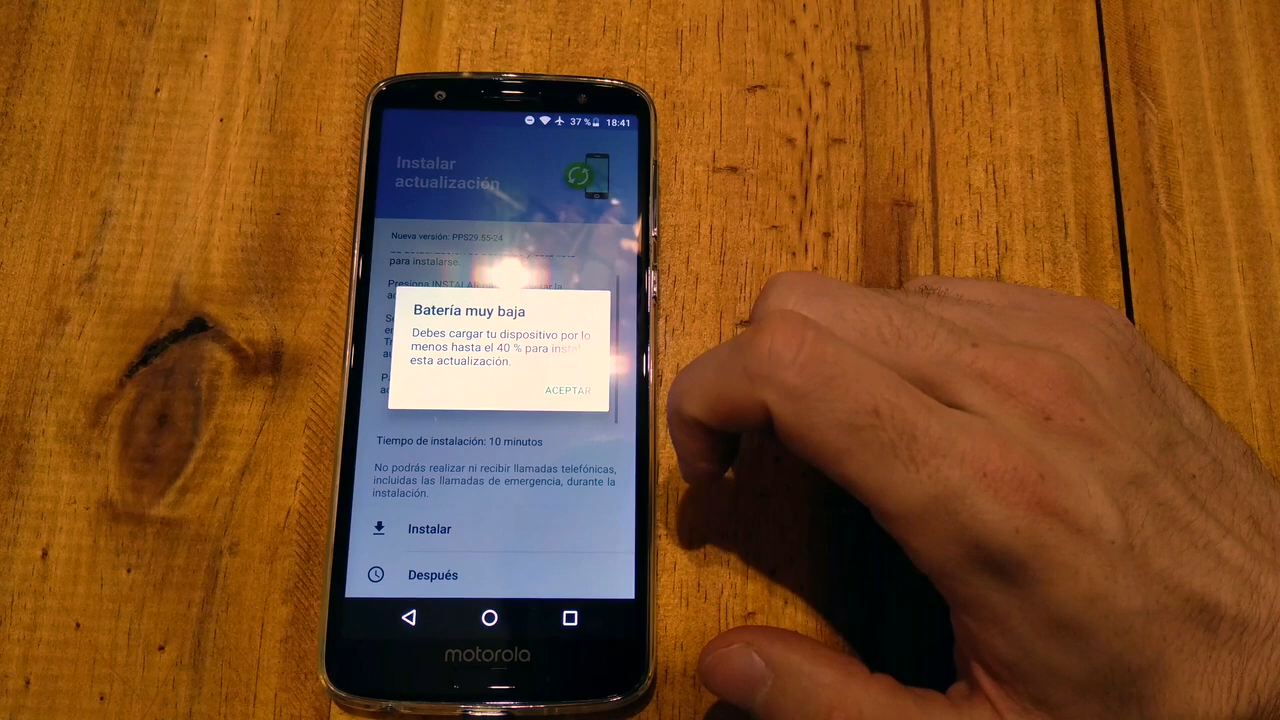 37 % 18:41
Instalar
actualización
Nueva versión: PPS29.55-24
para instalarse.
Presiona INSTALAR la
Batería muy baja
Debes cargar tu dispositivo por lo
menos hasta el 40 % para instalar
esta actualización.
ACEPTAR
Tiempo de instalación: 10 minutos
No podrás realizar ni recibir llamadas telefónicas,
incluidas las llamadas de emergencia, durante la
instalación.
Instalar
Después
motorola